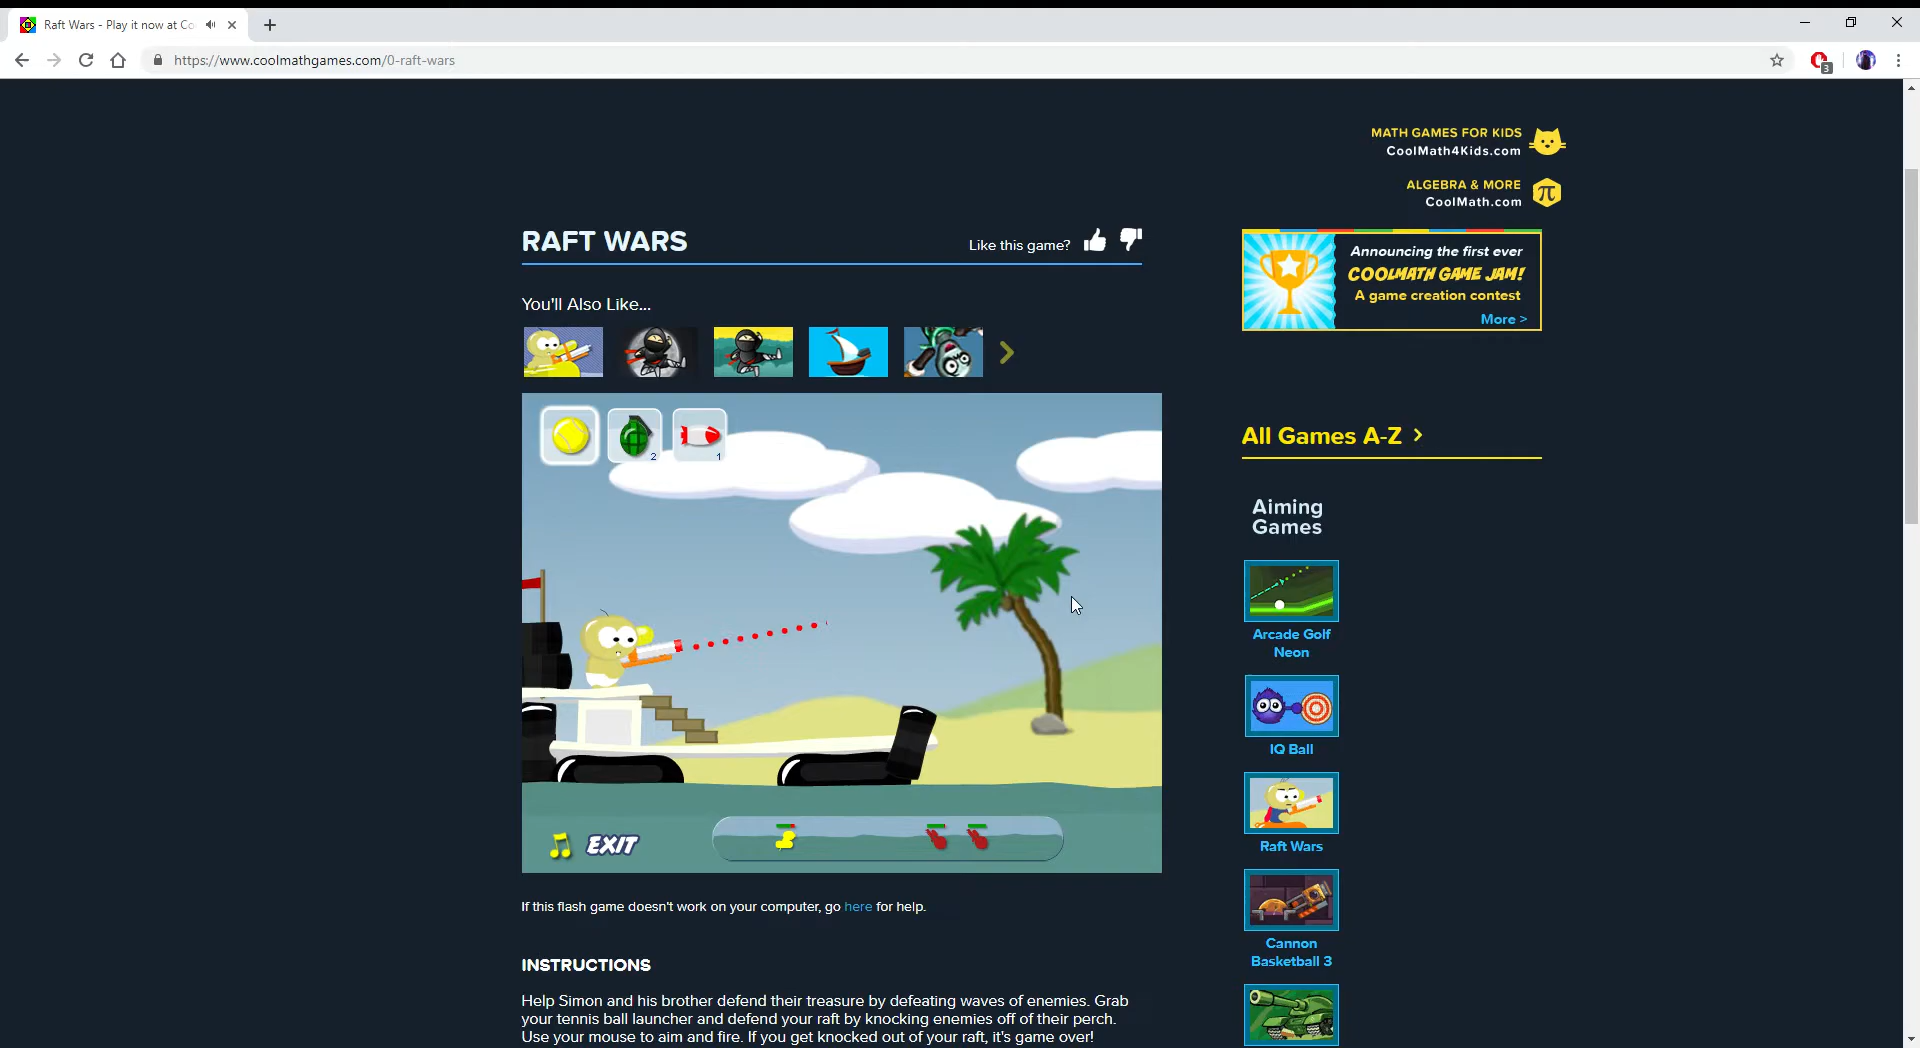 Raft Wars - Play it now at Co
https://www.coolmathgames.com/0-raft-wars
3
MATH GAMES FOR KIDS
CoolMath4Kids.com
ALGEBRA & MORE
CoolMath.com
RAFT WARS
Like this game?
Announcing the first ever
COOLMATH GAME JAM!
A game creation contest
More >
You'll Also Like...
2
1
All Games A-Z >
Aiming
Games
Arcade Golf
Neon
IQ Ball
Raft Wars
Cannon
Basketball 3
EXIT
If this flash game doesn't work on your computer, go here for help.
INSTRUCTIONS
Help Simon and his brother defend their treasure by defeating waves of enemies. Grab
your tennis ball launcher and defend your raft by knocking enemies off of their perch.
Use your mouse to aim and fire. If you get knocked out of your raft, it's game over!